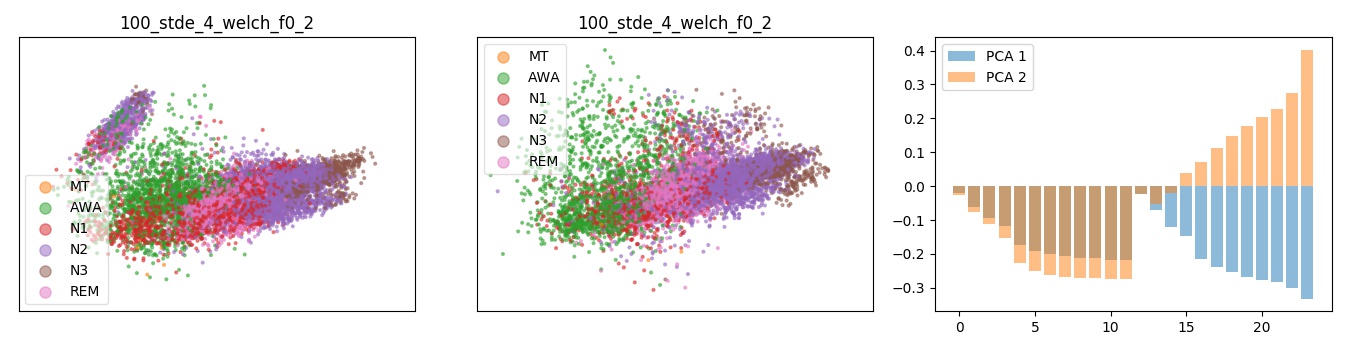 100_stde_4_welch_f0_2
MT
AWA
N1
N2
N3
REM
100_stde_4_welch_f0_2
MT
AWA
N1
N2
N3
REM
PCA 1
PCA 2
0.4
0.3
0.2
0.1
0.0
−0.1
−0.2
−0.3
0
5
10
15
20